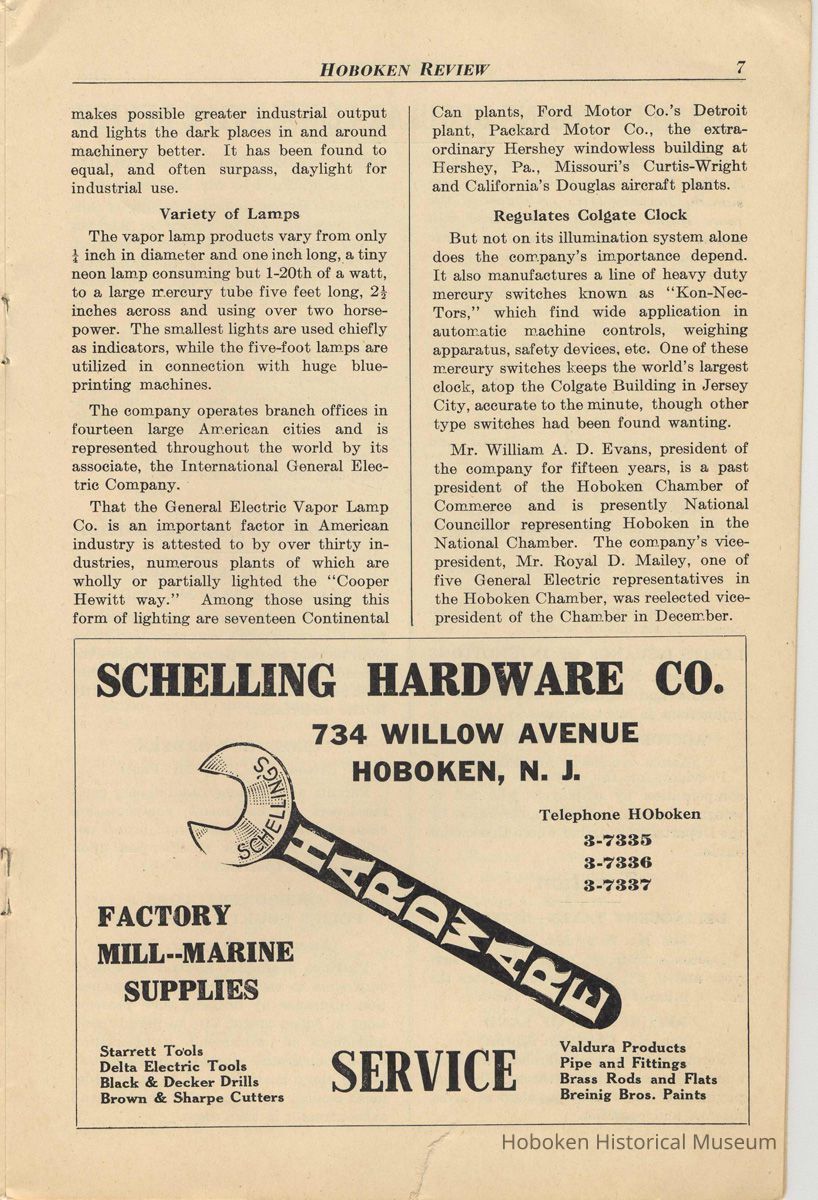 HOBOKEN REVIEW
7
makes possible greater industrial output
and lights the dark places in and around
machinery better. It has been found to
equal, and often surpass, daylight for
industrial use.
Variety of Lamps
The vapor lamp products vary from only
¼ inch in diameter and one inch long, a tiny
neon lamp consuming but 1-20th of a watt,
to a large mercury tube five feet long, 2½
inches across and using over two horse-
power. The smallest lights are used chiefly
as indicators, while the five-foot lamps are
utilized in connection with huge blue-
printing machines.
The company operates branch offices in
fourteen large American cities and is
represented throughout the world by its
associate, the International General Elec-
tric Company.
That the General Electric Vapor Lamp
Co. is an important factor in American
industry is attested to by over thirty in-
dustries, numerous plants of which are
wholly or partially lighted the "Cooper
Hewitt way." Among those using this
form of lighting are seventeen Continental
Can plants, Ford Motor Co.'s Detroit
plant, Packard Motor Co., the extra-
ordinary Hershey windowless building at
Hershey, Pa., Missouri's Curtis-Wright
and California's Douglas aircraft plants.
Regulates Colgate Clock
But not on its illumination system alone
does the company's importance depend.
It also manufactures a line of heavy duty
mercury switches known as "Kon-Nec-
Tors," which find wide application in
automatic machine controls, weighing
apparatus, safety devices, etc. One of these
mercury switches keeps the world's largest
clock, atop the Colgate Building in Jersey
City, accurate to the minute, though other
type switches had been found wanting.
Mr. William A. D. Evans, president of
the company for fifteen years, is a past
president of the Hoboken Chamber of
Commerce and is presently National
Councillor representing Hoboken in the
National Chamber. The company's vice-
president, Mr. Royal D. Mailey, one of
five General Electric representatives in
the Hoboken Chamber, was reelected vice-
president of the Chamber in December.
SCHELLING HARDWARE CO.
734 WILLOW AVENUE
HOBOKEN, N. J.
Telephone HOboken
3-7335
3-7336
3-7337
SCHELLING'S
HARDWARE
FACTORY
MILL--MARINE
SUPPLIES
Starrett Tools
Delta Electric Tools
Black & Decker Drills
Brown & Sharpe Cutters
SERVICE
Valdura Products
Pipe and Fittings
Brass Rods and Flats
Breinig Bros. Paints
Hoboken Historical Museum